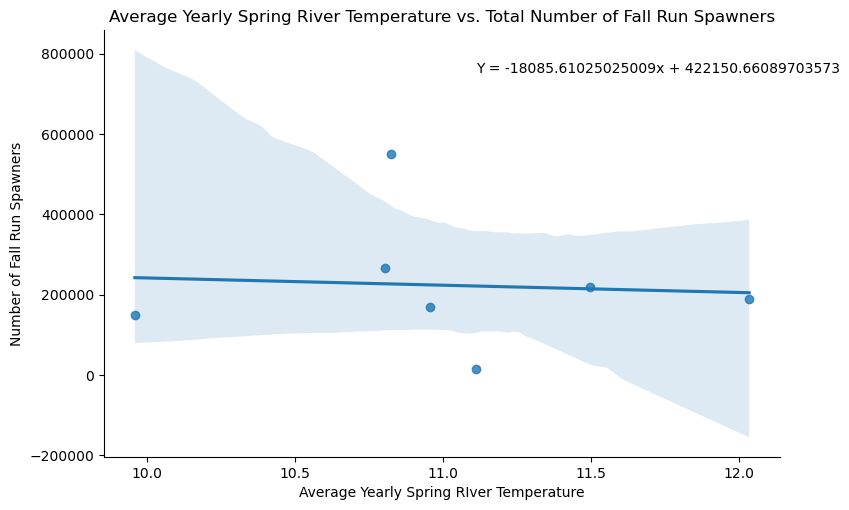 Average Yearly Spring River Temperature vs. Total Number of Fall Run Spawners
Y = -18085.61025025009x + 422150.66089703573
800000
600000
400000
200000
0
−200000
Number of Fall Run Spawners
10.0 10.5 11.0 11.5 12.0
Average Yearly Spring RIver Temperature